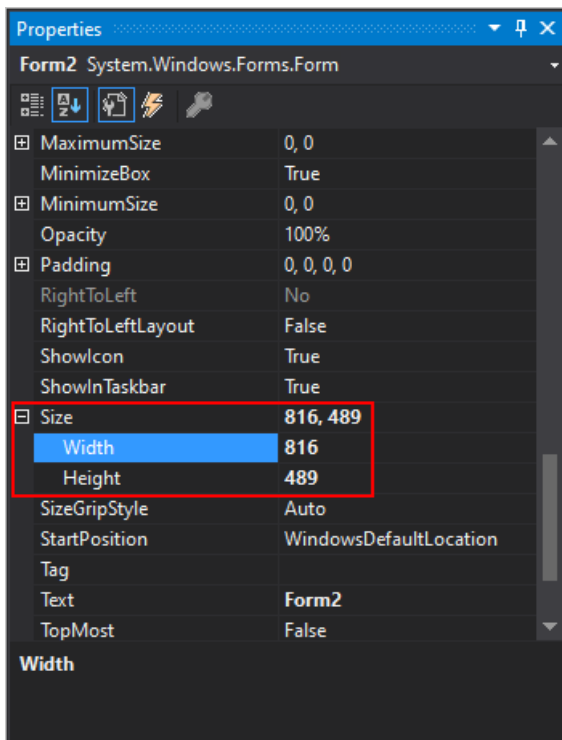 Properties
Form2 System.Windows.Forms.Form
MaximumSize 0, 0
MinimizeBox True
MinimumSize 0, 0
Opacity 100%
Padding 0, 0, 0, 0
RightToLeft No
RightToLeftLayout False
ShowIcon True
ShowInTaskbar True
Size 816, 489
Width 816
Height 489
SizeGripStyle Auto
StartPosition WindowsDefaultLocation
Tag
Text Form2
TopMost False
Width